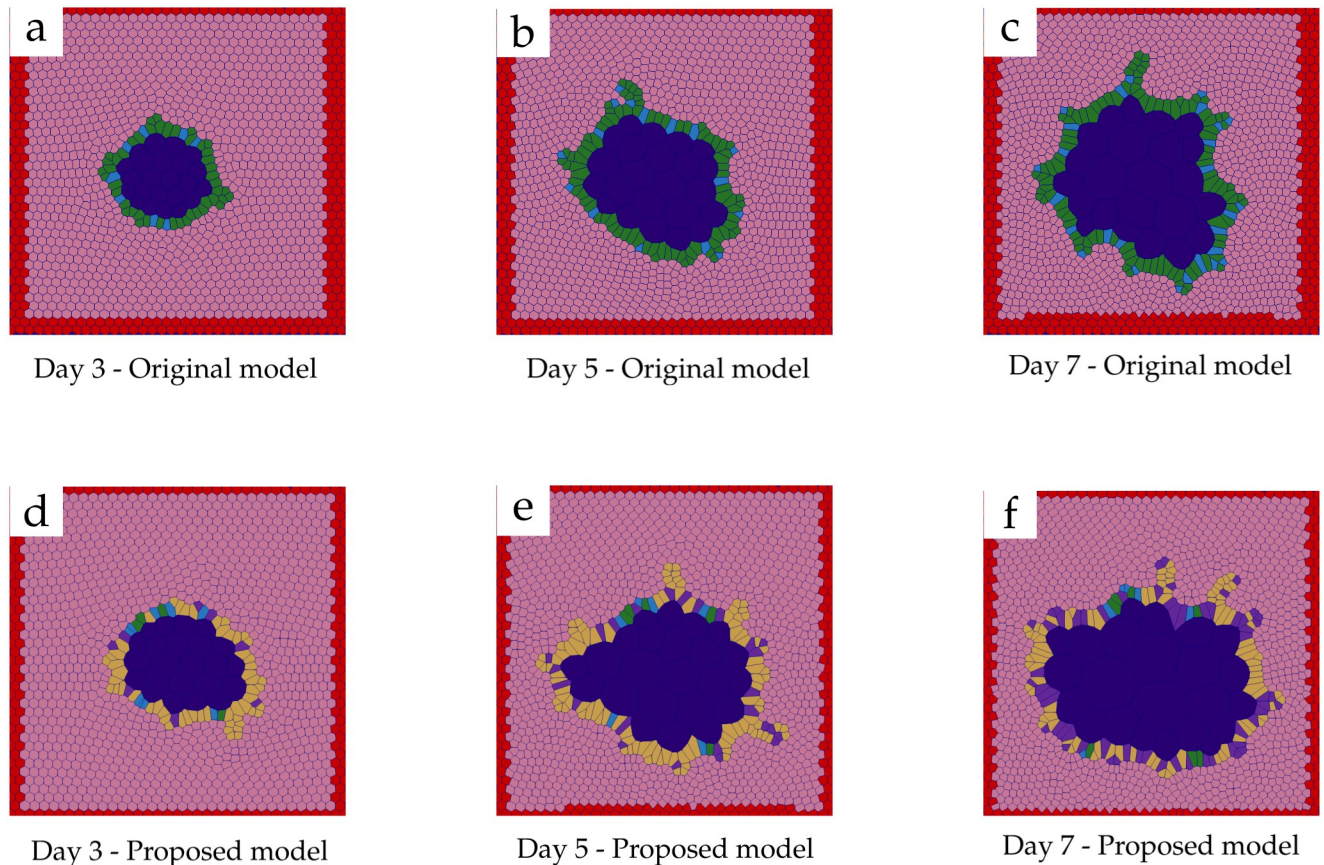 a
b
c
Day 3 - Original model
Day 5 - Original model
Day 7 - Original model
d
e
f
Day 3 - Proposed model
Day 5 - Proposed model
Day 7 - Proposed model